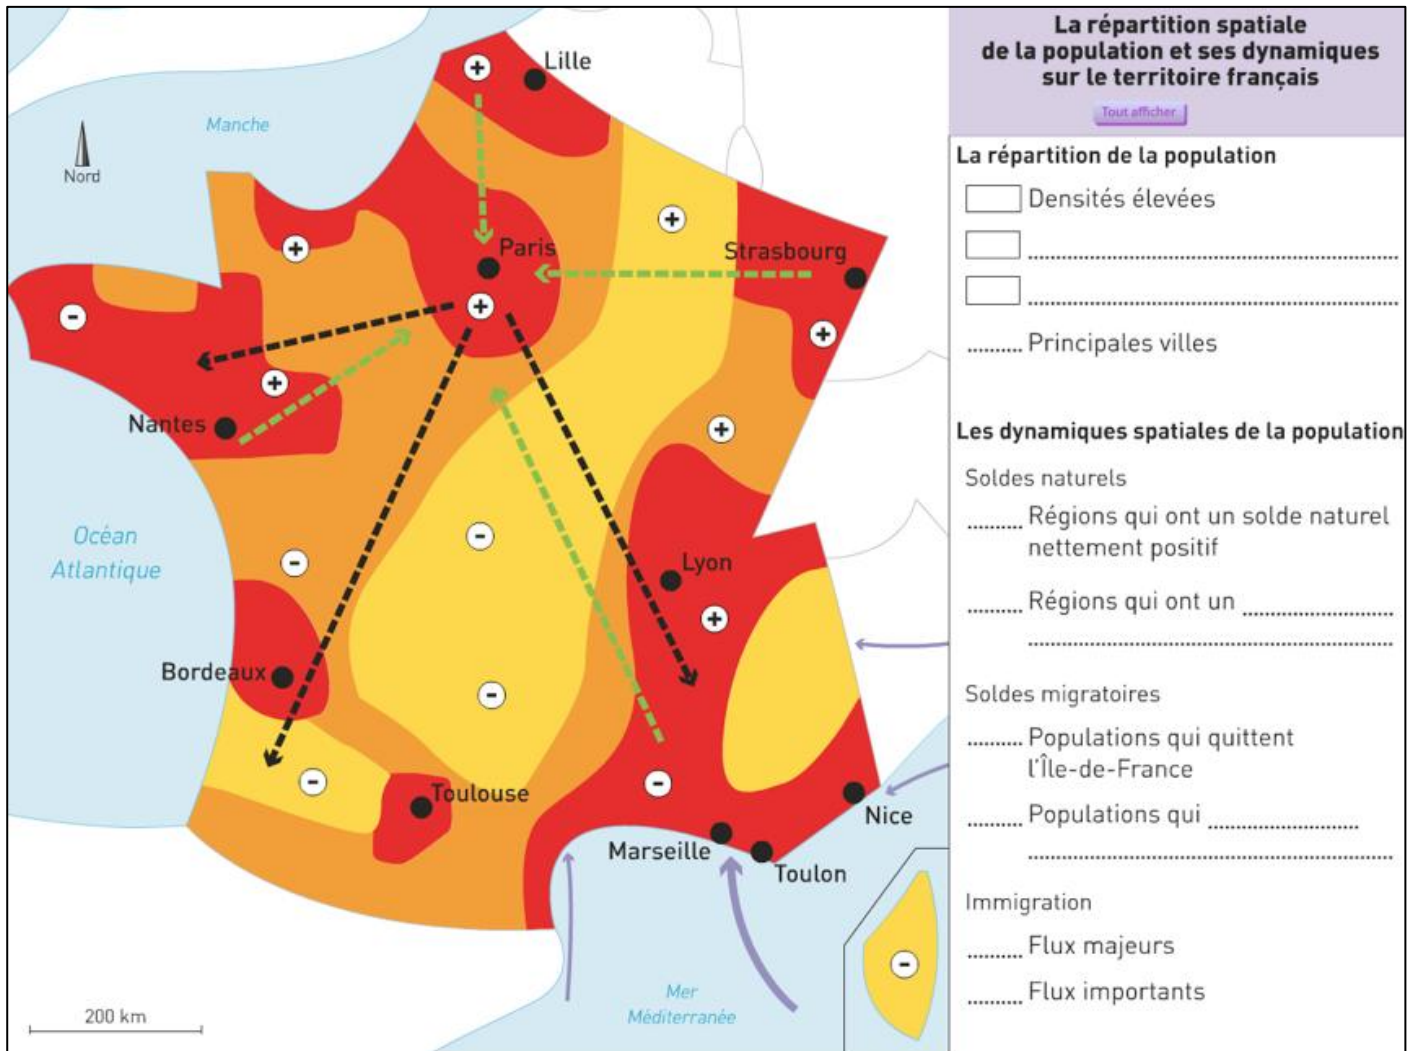 La répartition spatiale
de la population et ses dynamiques
sur le territoire français
Tout afficher
La répartition de la population
Densités élevées
Principales villes
Les dynamiques spatiales de la population
Soldes naturels
Régions qui ont un solde naturel
nettement positif
Régions qui ont un
Soldes migratoires
Populations qui quittent
l'Île-de-France
Populations qui
Immigration
Flux majeurs
Flux importants
Manche
Nord
Lille
Paris
Strasbourg
Nantes
Océan
Atlantique
Lyon
Bordeaux
Toulouse
Nice
Marseille
Toulon
Mer
Méditerranée
200 km